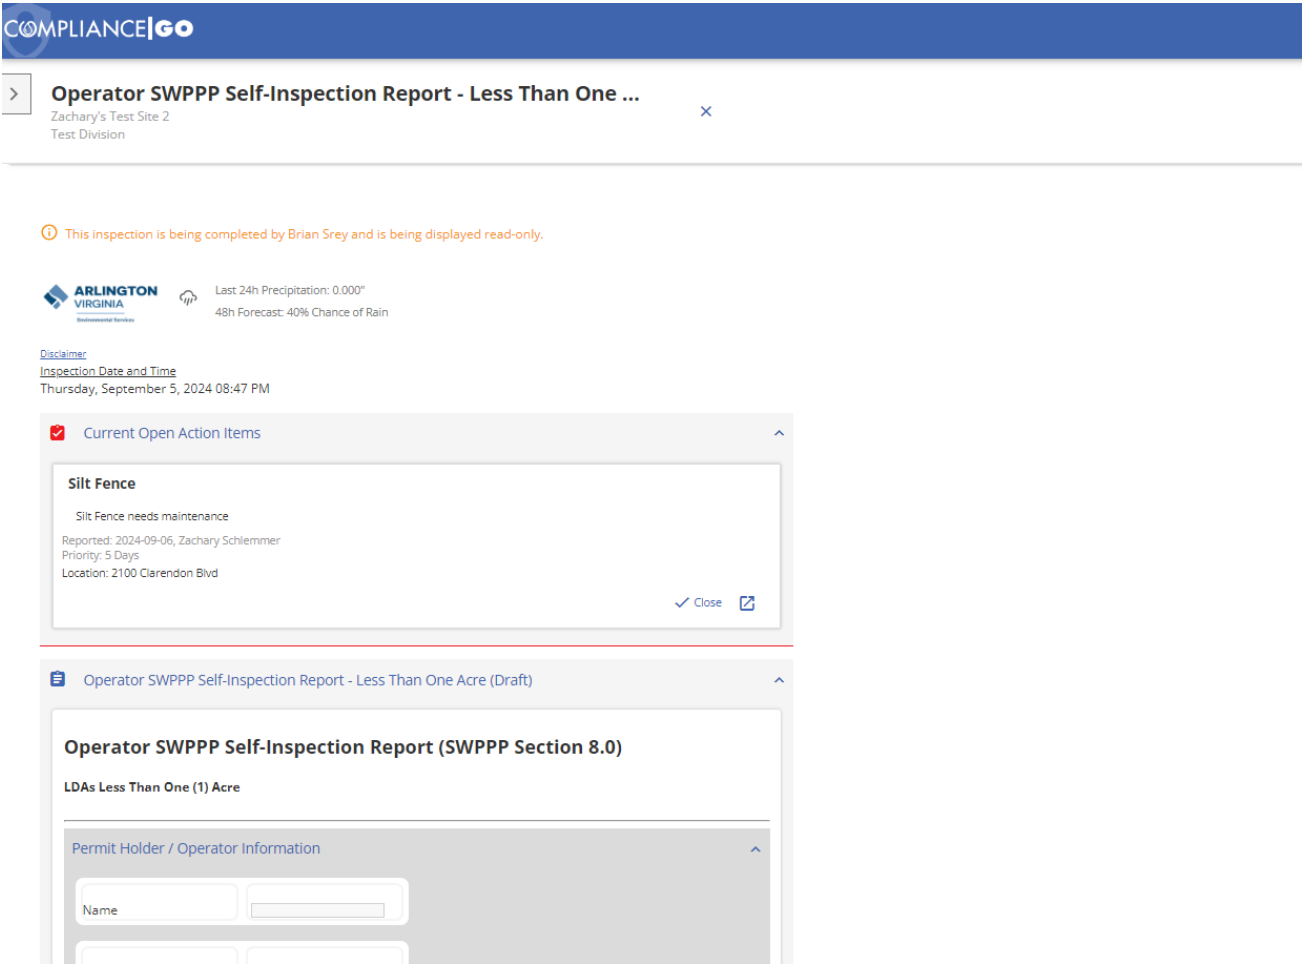 COMPLIANCE|GO
Operator SWPPP Self-Inspection Report - Less Than One ...
Zachary's Test Site 2
Test Division
This inspection is being completed by Brian Srey and is being displayed read-only.
ARLINGTON
VIRGINIA
Environmental Services
Last 24h Precipitation: 0.000"
48h Forecast: 40% Chance of Rain
Disclaimer
Inspection Date and Time
Thursday, September 5, 2024 08:47 PM
Current Open Action Items
Silt Fence
Silt Fence needs maintenance
Reported: 2024-09-06, Zachary Schlemmer
Priority: 5 Days
Location: 2100 Clarendon Blvd
Close
Operator SWPPP Self-Inspection Report - Less Than One Acre (Draft)
Operator SWPPP Self-Inspection Report (SWPPP Section 8.0)
LDAs Less Than One (1) Acre
Permit Holder / Operator Information
Name